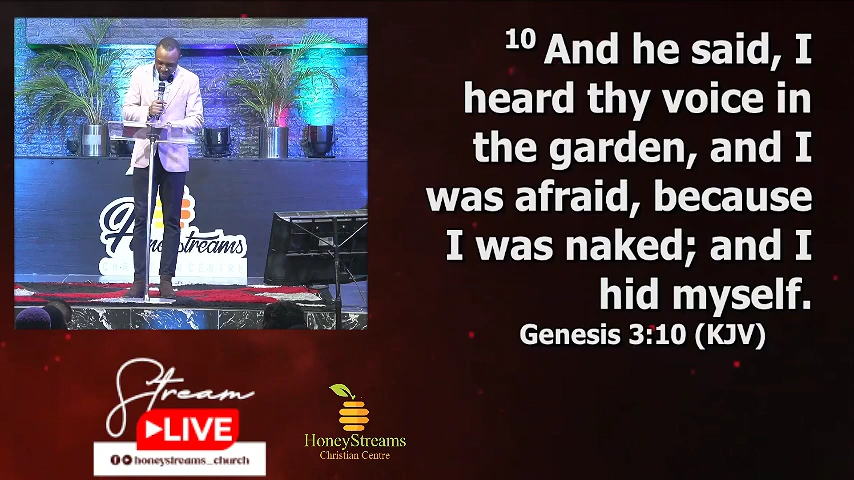 10 And he said, I
heard thy voice in
the garden, and I
was afraid, because
I was naked; and I
hid myself.
Genesis 3:10 (KJV)
Honeystreams
Stream
LIVE
honeystreams_church
HoneyStreams
Christian Centre